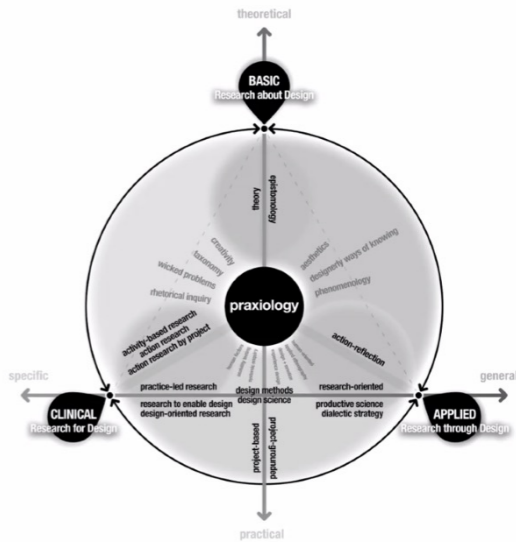 theoretical
BASIC
Research about Design
theory
epistomology
creativity
taxonomy
wicked problems
rhetorical inquiry
aesthetics
designerly ways of knowing
phenomenology
praxiology
activity-based research
action research
action research by project
action-reflection
specific
general
practice-led research
design methods
design science
research-oriented
CLINICAL
Research for Design
research to enable design
design-oriented research
productive science
dialectic strategy
APPLIED
Research through Design
project-based
project-grounded
practical